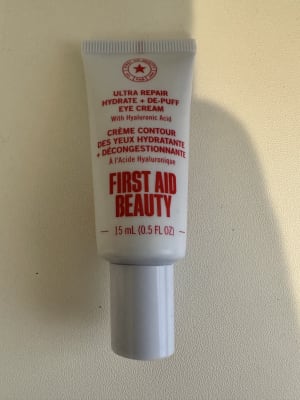 ULTRA REPAIR
HYDRATE + DE-PUFF
EYE CREAM
With Hyaluronic Acid
CRÈME CONTOUR
DES YEUX HYDRATANTE
+ DÉCONGESTIONNANTE
À l'Acide Hyaluronique
FIRST AID
BEAUTY
15 mL (0.5 FL OZ)